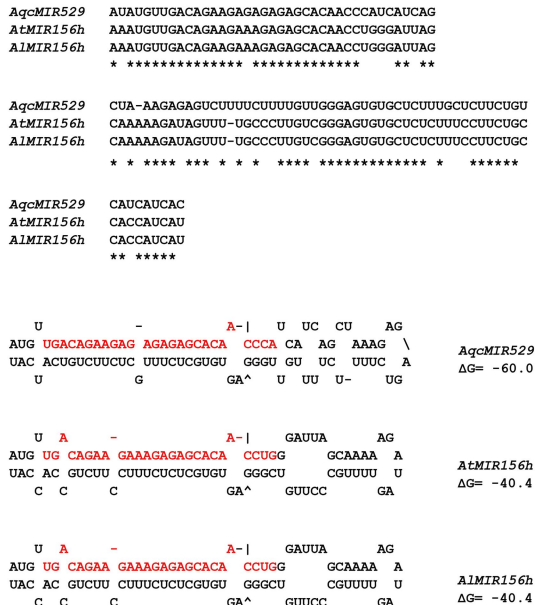 AqcMIR529 AUAUGUUGACAGAAGAGAGAGAGCACAACCCAUCAUCAG
AtMIR156h AAAUGUUGACAGAAGAAAGAGAGCACAACCUGGGAUUAG
AlMIR156h AAAUGUUGACAGAAGAAAGAGAGCACAACCUGGGAUUAG
* ************** ************* ** **
AqcMIR529 CUA-AAGAGAGUCUUUUCUUUUGUUGGGAGUGUGCUCUUUGCUCUUCUGU
AtMIR156h CAAAAAGAUAGUUU-UGCCCUUGUCGGGAGUGUGCUCUCUUUCCUUCUGC
AlMIR156h CAAAAAGAUAGUUU-UGCCCUUGUCGGGAGUGUGCUCUCUUUCCUUCUGC
* * **** *** * * * **** ************* * ******
AqcMIR529 CAUCAUCAC
AtMIR156h CACCAUCAU
AlMIR156h CACCAUCAU
** *****
U - A-| U UC CU AG
AUG UGACAGAAGAG AGAGAGCACA CCCA CA AG AAAG \
UAC ACUGUCUUCUC UUUCUCGUGU GGGU GU UC UUUC A
U G GA^ U UU U- UG
AqcMIR529
ΔG= -60.0
U A - A-| GAUUA AG
AUG UG CAGAA GAAAGAGAGCACA CCUGG GCAAAA A
UAC AC GUCUU CUUUCUCUCGUGU GGGCU CGUUUU U
C C C GA^ GUUCC GA
AtMIR156h
ΔG= -40.4
U A - A-| GAUUA AG
AUG UG CAGAA GAAAGAGAGCACA CCUGG GCAAAA A
UAC AC GUCUU CUUUCUCUCGUGU GGGCU CGUUUU U
C C C GA^ GUUCC GA
AlMIR156h
ΔG= -40.4